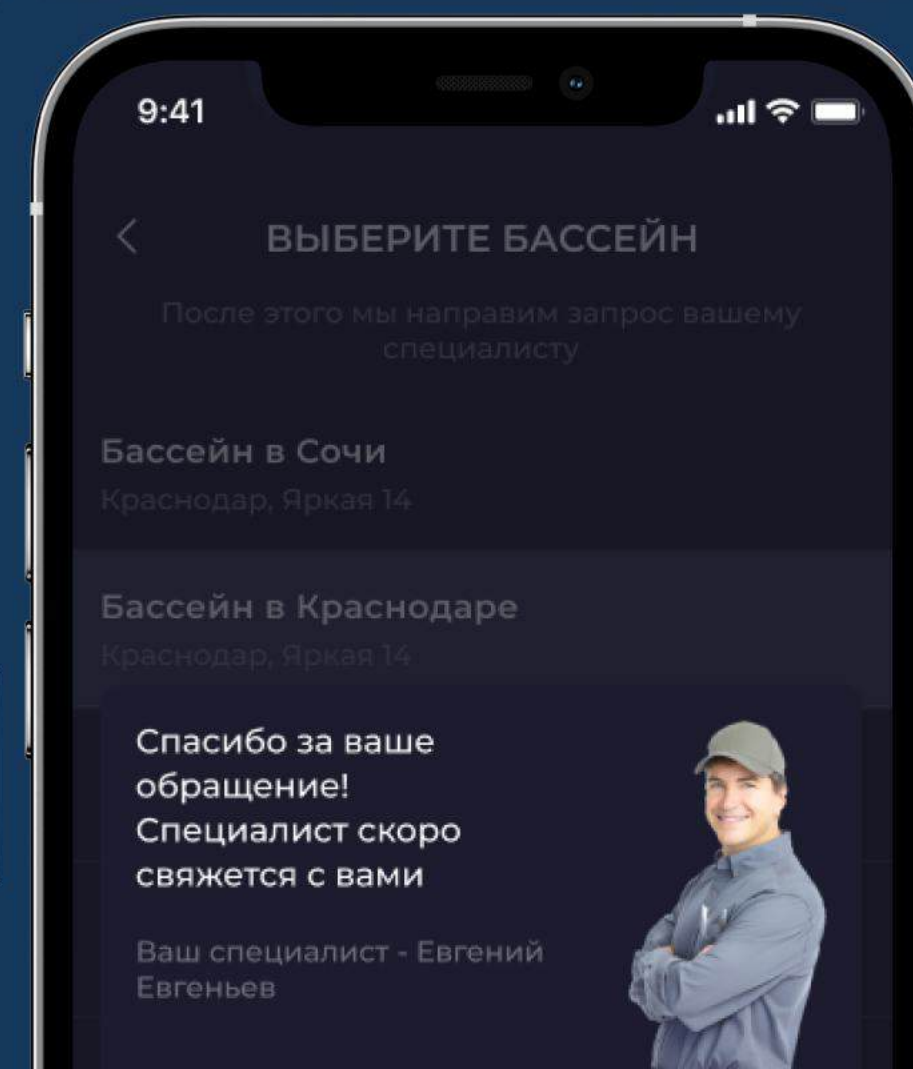 9:41
ВЫБЕРИТЕ БАССЕЙН
После этого мы направим запрос вашему
специалисту
Бассейн в Сочи
Краснодар, Яркая 14
Бассейн в Краснодаре
Краснодар, Яркая 14
Спасибо за ваше
обращение!
Специалист скоро
свяжется с вами
Ваш специалист - Евгений
Евгеньев